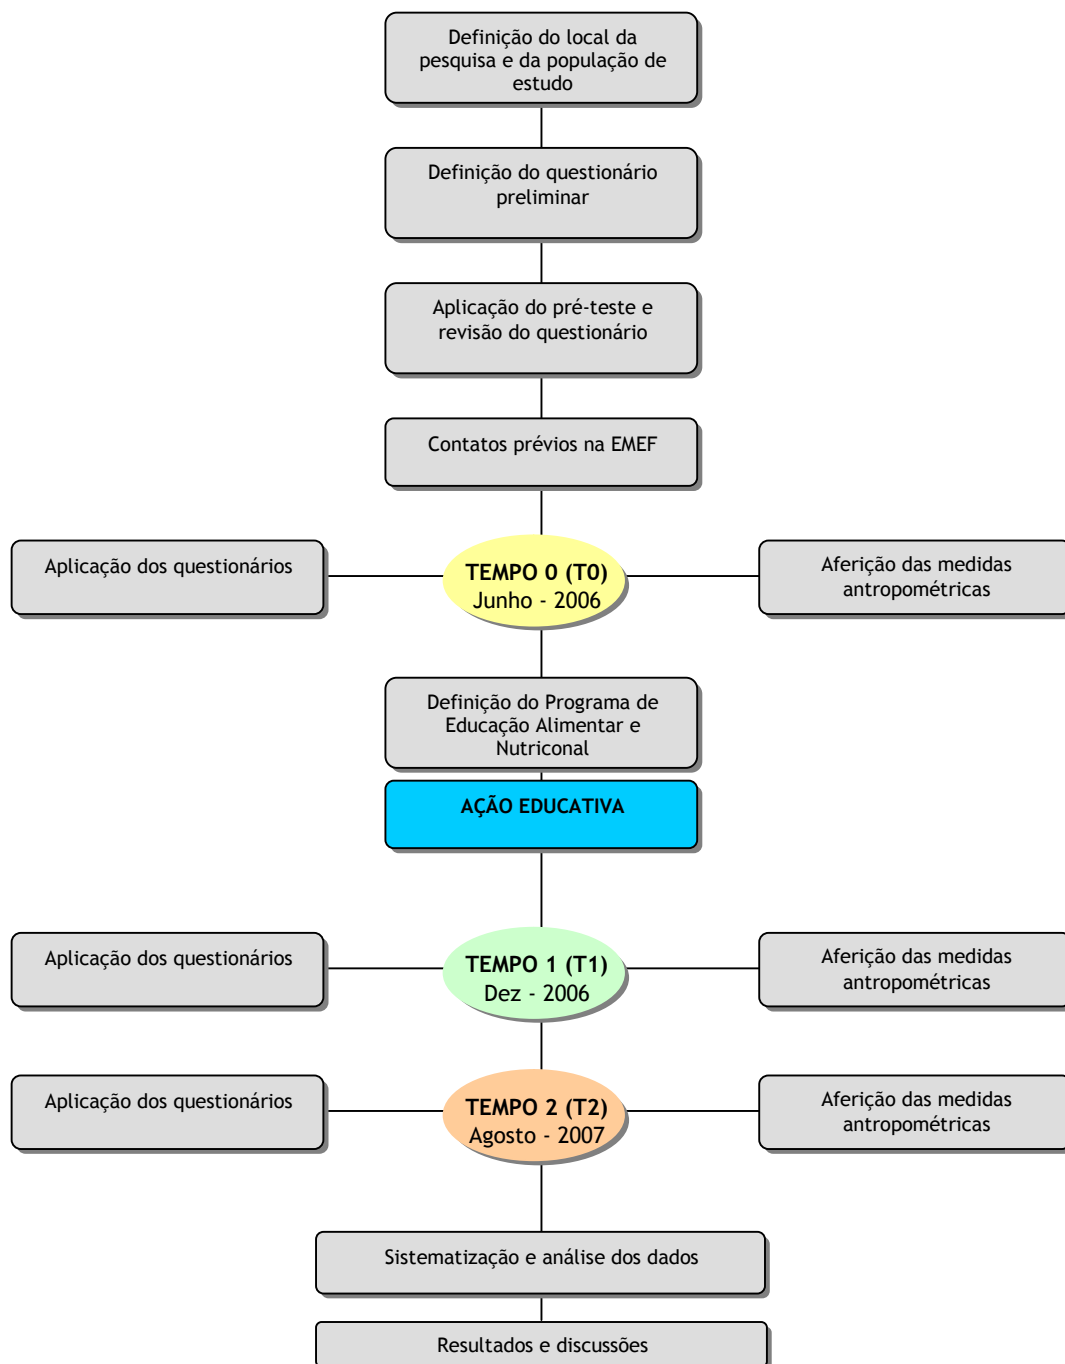 Definição do local da
pesquisa e da população de
estudo
Definição do questionário
preliminar
Aplicação do pré-teste e
revisão do questionário
Contatos prévios na EMEF
Aplicação dos questionários
TEMPO 0 (T0)
Junho - 2006
Aferição das medidas
antropométricas
Definição do Programa de
Educação Alimentar e
Nutriconal
AÇÃO EDUCATIVA
Aplicação dos questionários
TEMPO 1 (T1)
Dez - 2006
Aferição das medidas
antropométricas
Aplicação dos questionários
TEMPO 2 (T2)
Agosto - 2007
Aferição das medidas
antropométricas
Sistematização e análise dos dados
Resultados e discussões